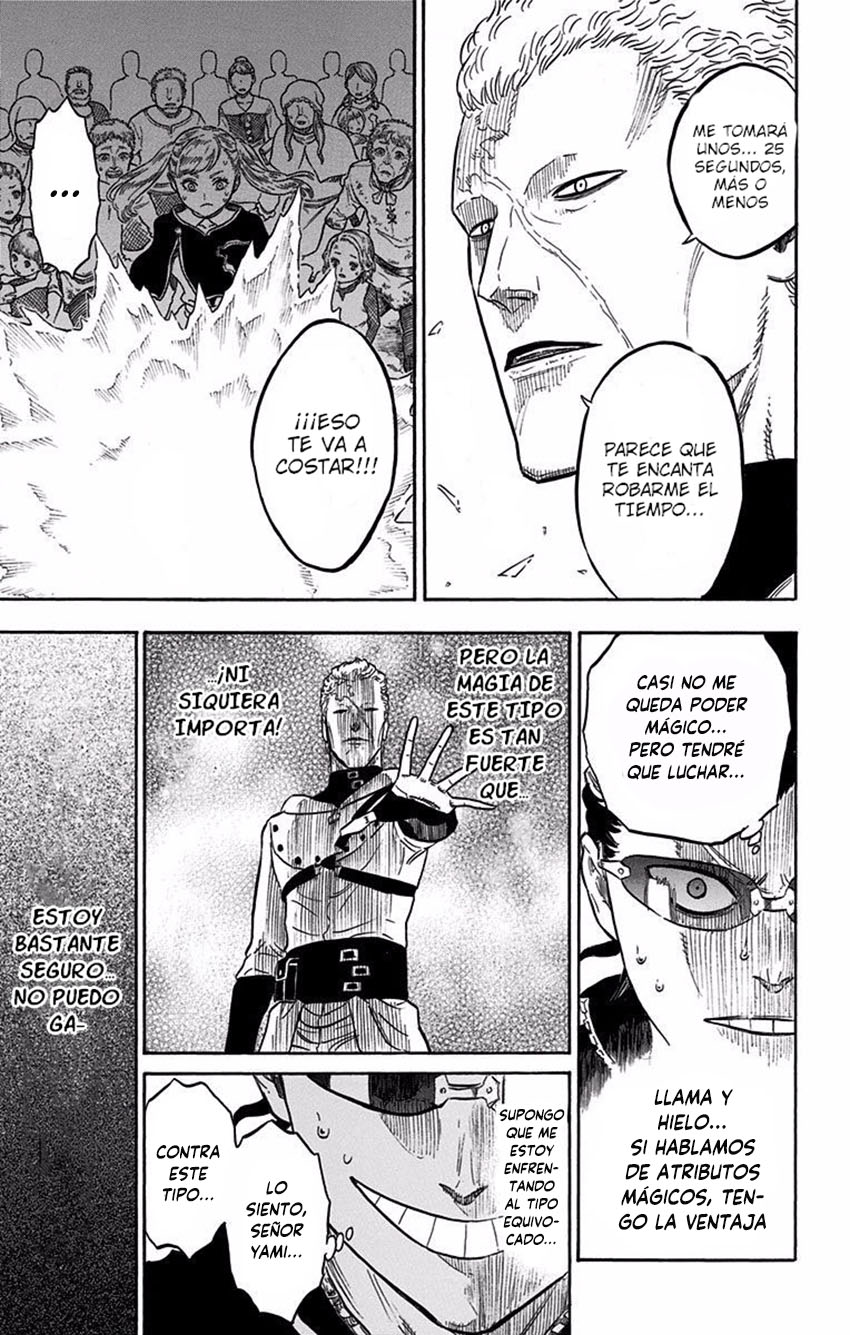 ME TOMARÁ
UNOS... 25
SEGUNDOS,
MÁS O
MENOS
PARECE QUE
TE ENCANTA
ROBARME EL
TIEMPO...
...
¡¡¡ESO
TE VA A
COSTAR!!!
CASI NO ME
QUEDA PODER
MÁGICO...
PERO TENDRÉ
QUE LUCHAR...
LLAMA Y
HIELO...
SI HABLAMOS
DE ATRIBUTOS
MÁGICOS, TEN-
GO LA VENTAJA
PERO LA
MAGIA DE
ESTE TIPO
ES TAN
FUERTE
QUE...
...¡NI
SIQUIERA
IMPORTA!
SUPONGO
QUE ME
ESTOY
ENFREN-
TANDO
AL TIPO
EQUIVO-
CADO...
LO
SIENTO,
SEÑOR
YAMI...
CONTRA
ESTE
TIPO...
ESTOY
BASTANTE
SEGURO...
NO PUEDO
GA-